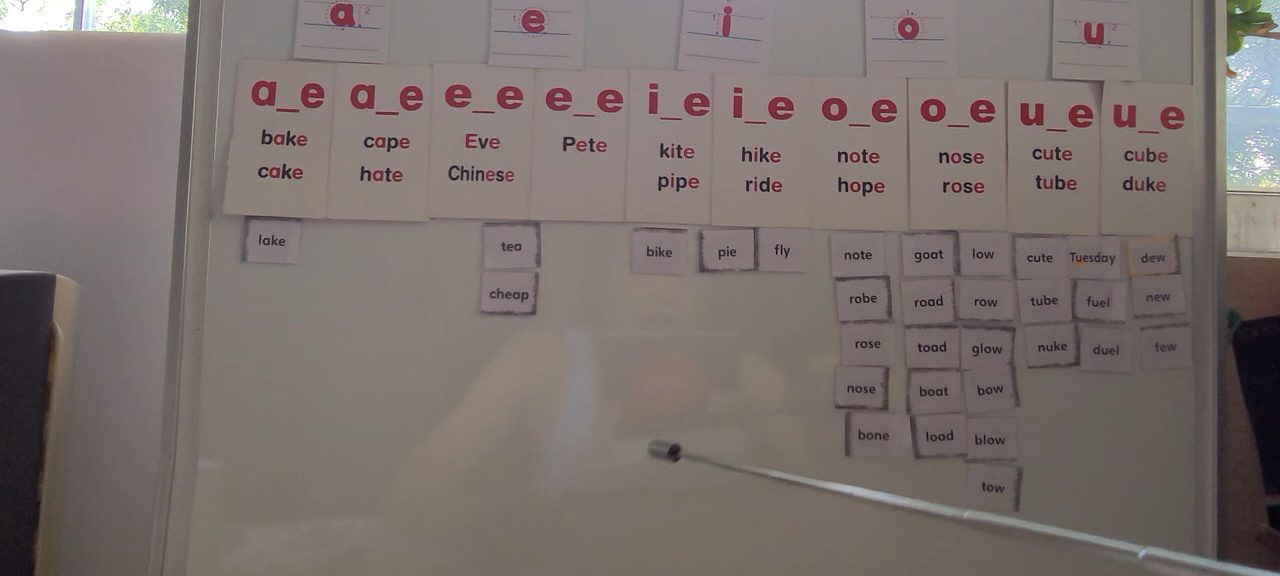 a e i o u
a_e a_e e_e e_e i_e i_e o_e o_e u_e u_e
bake cape Eve Pete kite hike note nose cute cube
cake hate Chinese pipe ride hope rose tube duke
lake tea bike pie fly note goat low cute Tuesday dew
cheap robe road row tube fuel new
rose toad glow nuke duel few
nose boat bow
bone load blow
tow